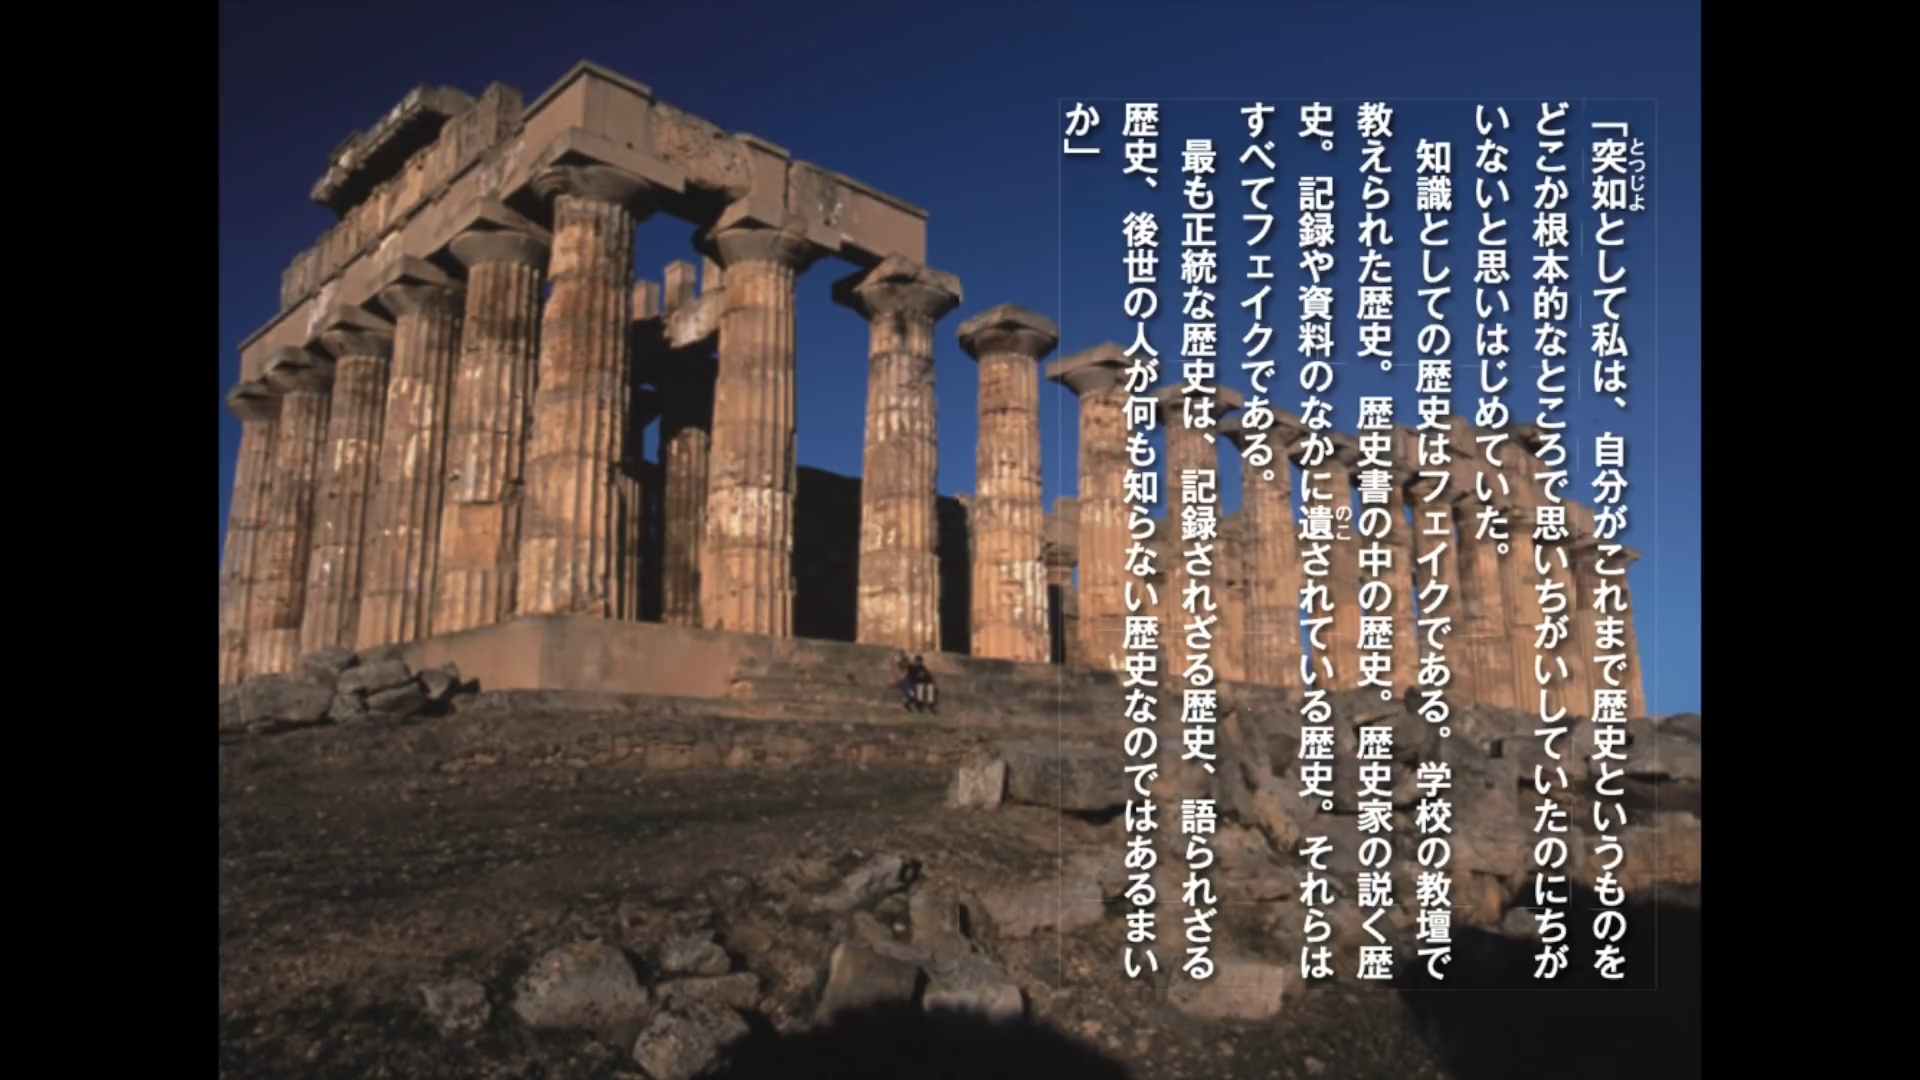 「突如として私は、自分がこれまで歴史というものを
どこか根本的なところで思いちがいしていたのにちが
いないと思いはじめていた。
　知識としての歴史はフェイクである。学校の教壇で
教えられた歴史。歴史書の中の歴史。歴史家の説く歴
史。記録や資料のなかに遺されている歴史。それらは
すべてフェイクである。
　最も正統な歴史は、記録されざる歴史、語られざる
歴史、後世の人が何も知らない歴史なのではあるまい
か」